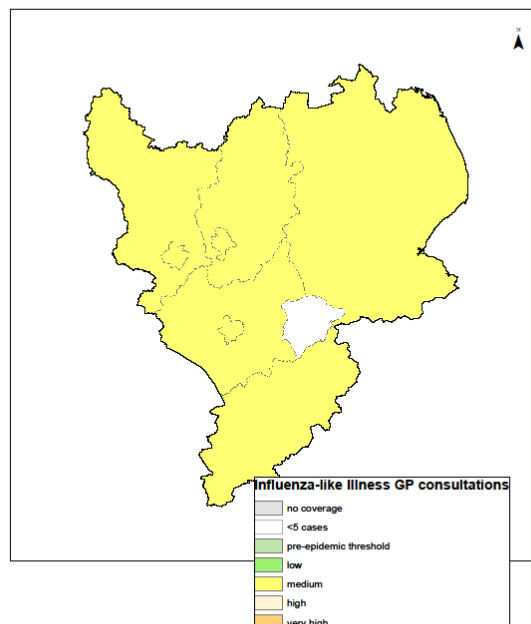 N
Influenza-like Illness GP consultations
no coverage
<5 cases
pre-epidemic threshold
low
medium
high
very high